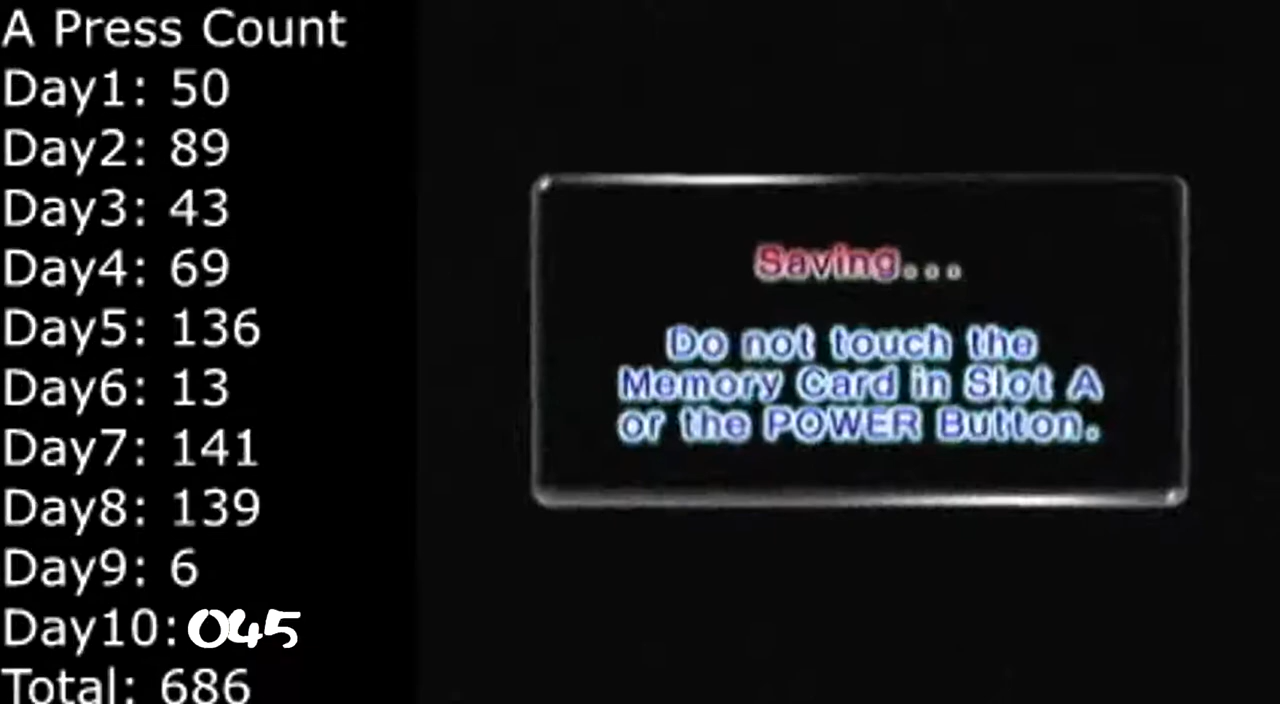 A Press Count
Day1: 50
Day2: 89
Day3: 43
Day4: 69
Day5: 136
Day6: 13
Day7: 141
Day8: 139
Day9: 6
Day10: 045
Total: 686
Saving...
Do not touch the
Memory Card in Slot A
or the POWER Button.